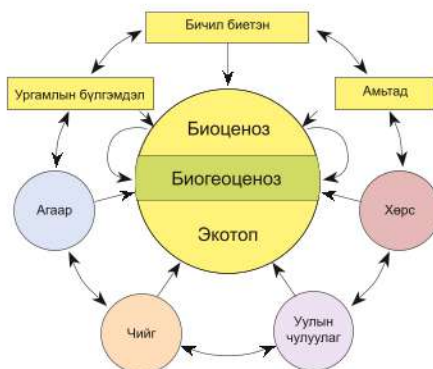 Бичил биетэн
Ургамлын бүлгэмдэл
Амьтад
Биоценоз
Биогеоценоз
Экотоп
Агаар
Хөрс
Чийг
Уулын
чулуулаг